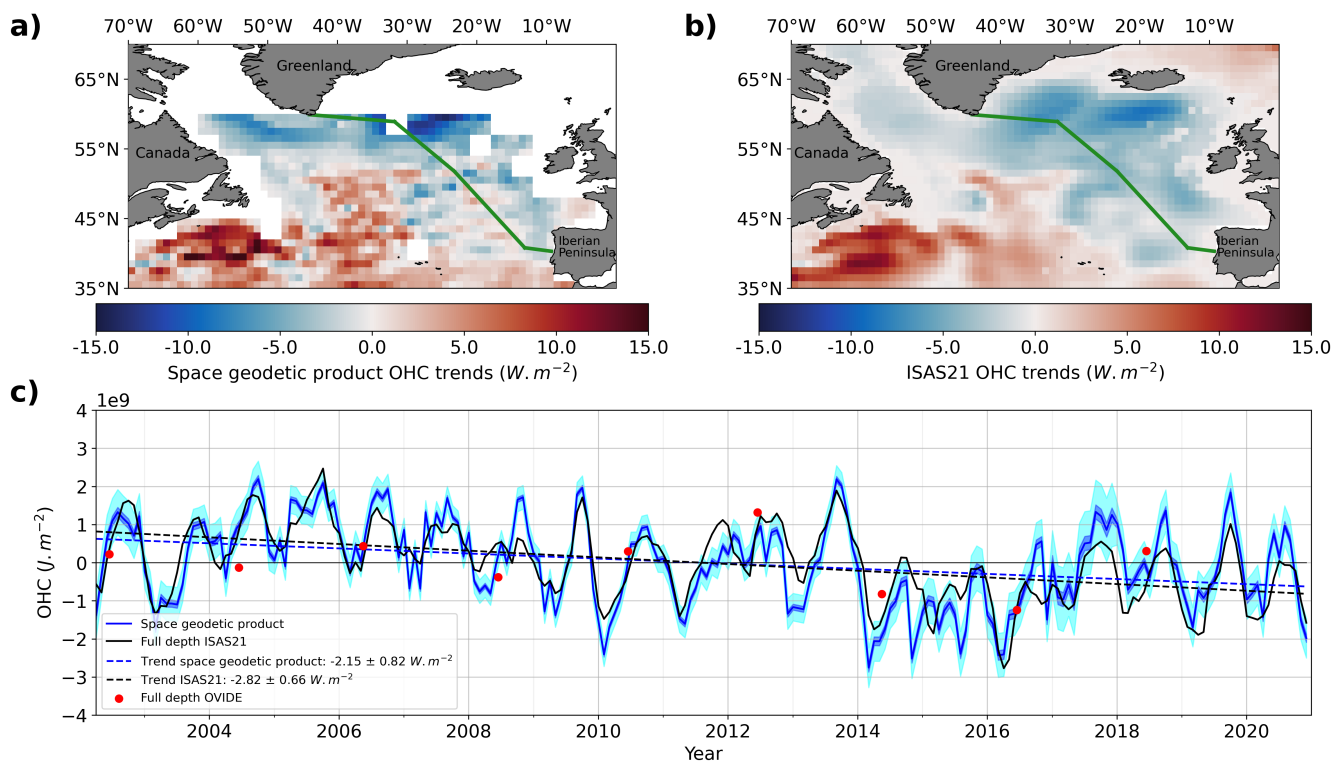 a)
70°W 60°W 50°W 40°W 30°W 20°W 10°W
65°N
55°N
45°N
35°N
Greenland
Canada
Iberian
Peninsula
-15.0 -10.0 -5.0 0.0 5.0 10.0 15.0
Space geodetic product OHC trends (W.m⁻²)
b)
70°W 60°W 50°W 40°W 30°W 20°W 10°W
65°N
55°N
45°N
35°N
Greenland
Canada
Iberian
Peninsula
-15.0 -10.0 -5.0 0.0 5.0 10.0 15.0
ISAS21 OHC trends (W.m⁻²)
c)
1e9
4
3
2
1
0
−1
−2
−3
−4
OHC (J.m⁻²)
Space geodetic product
Full depth ISAS21
Trend space geodetic product: -2.15 ± 0.82 W.m⁻²
Trend ISAS21: -2.82 ± 0.66 W.m⁻²
Full depth OVIDE
2004 2006 2008 2010 2012 2014 2016 2018 2020
Year